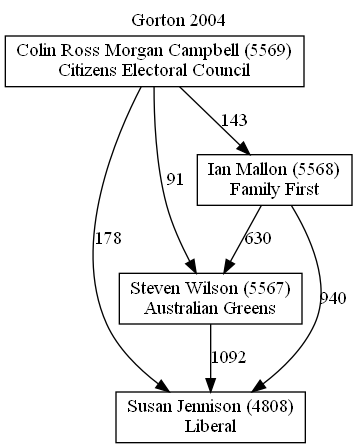 Gorton 2004
Colin Ross Morgan Campbell (5569)
Citizens Electoral Council
143
Ian Mallon (5568)
Family First
91
178
630
940
Steven Wilson (5567)
Australian Greens
1092
Susan Jennison (4808)
Liberal